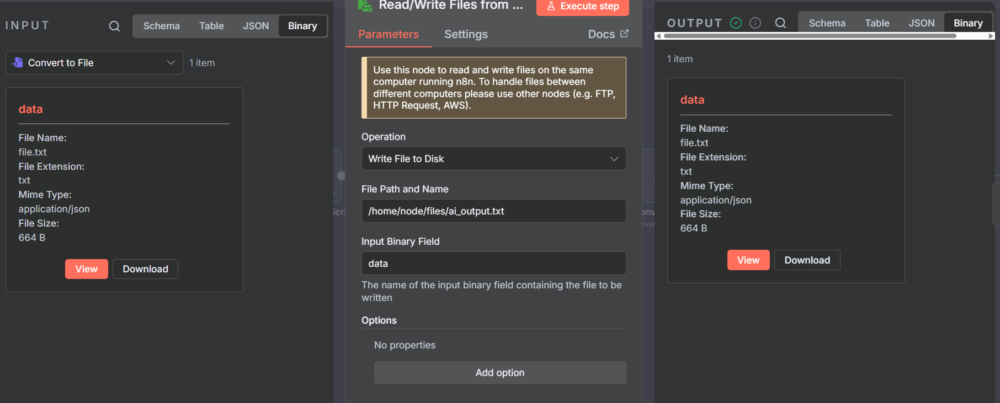 INPUT
Schema
Table
JSON
Binary
Convert to File
1 item
data
File Name:
file.txt
File Extension:
txt
Mime Type:
application/json
File Size:
664 B
View
Download
Read/Write Files from ...
Execute step
Parameters
Settings
Docs
Use this node to read and write files on the same
computer running n8n. To handle files between
different computers please use other nodes (e.g. FTP,
HTTP Request, AWS).
Operation
Write File to Disk
File Path and Name
/home/node/files/ai_output.txt
Input Binary Field
data
The name of the input binary field containing the file to be
written
Options
No properties
Add option
OUTPUT
Schema
Table
JSON
Binary
1 item
data
File Name:
file.txt
File Extension:
txt
Mime Type:
application/json
File Size:
664 B
View
Download